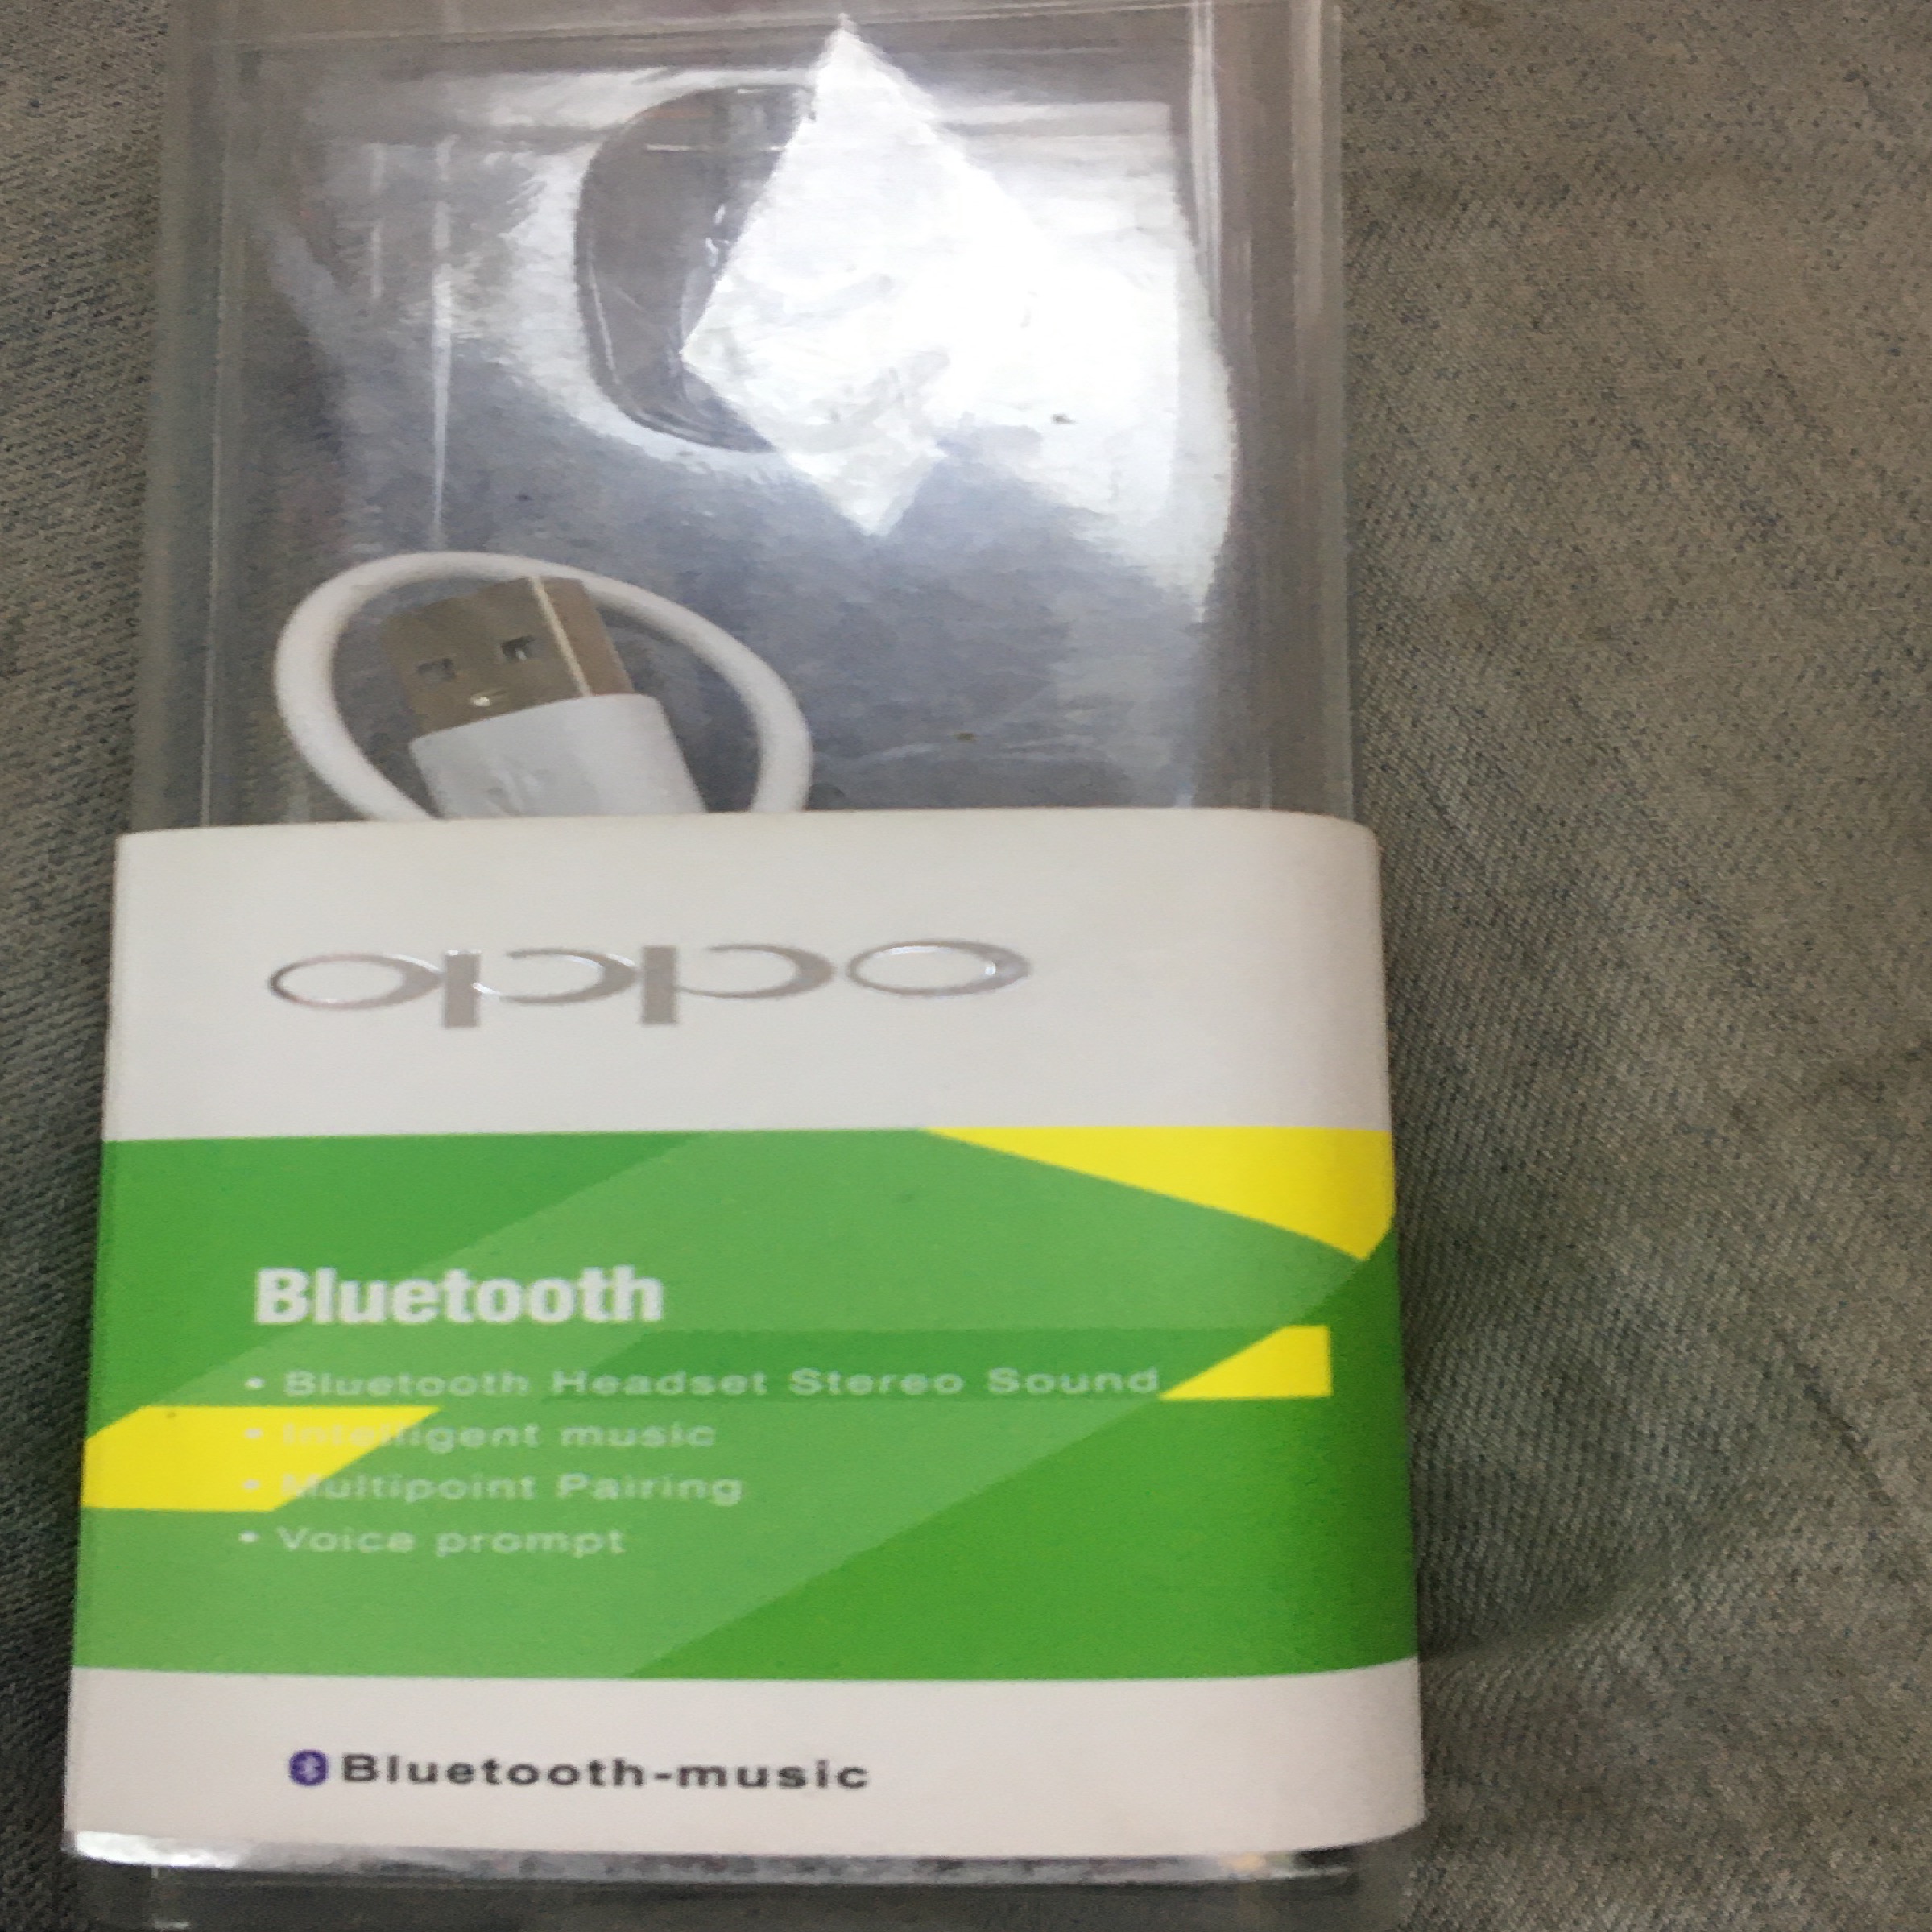 oppo
Bluetooth
• Bluetooth Headset Stereo Sound
• Intelligent music
• Multipoint Pairing
• Voice prompt
Bluetooth-music